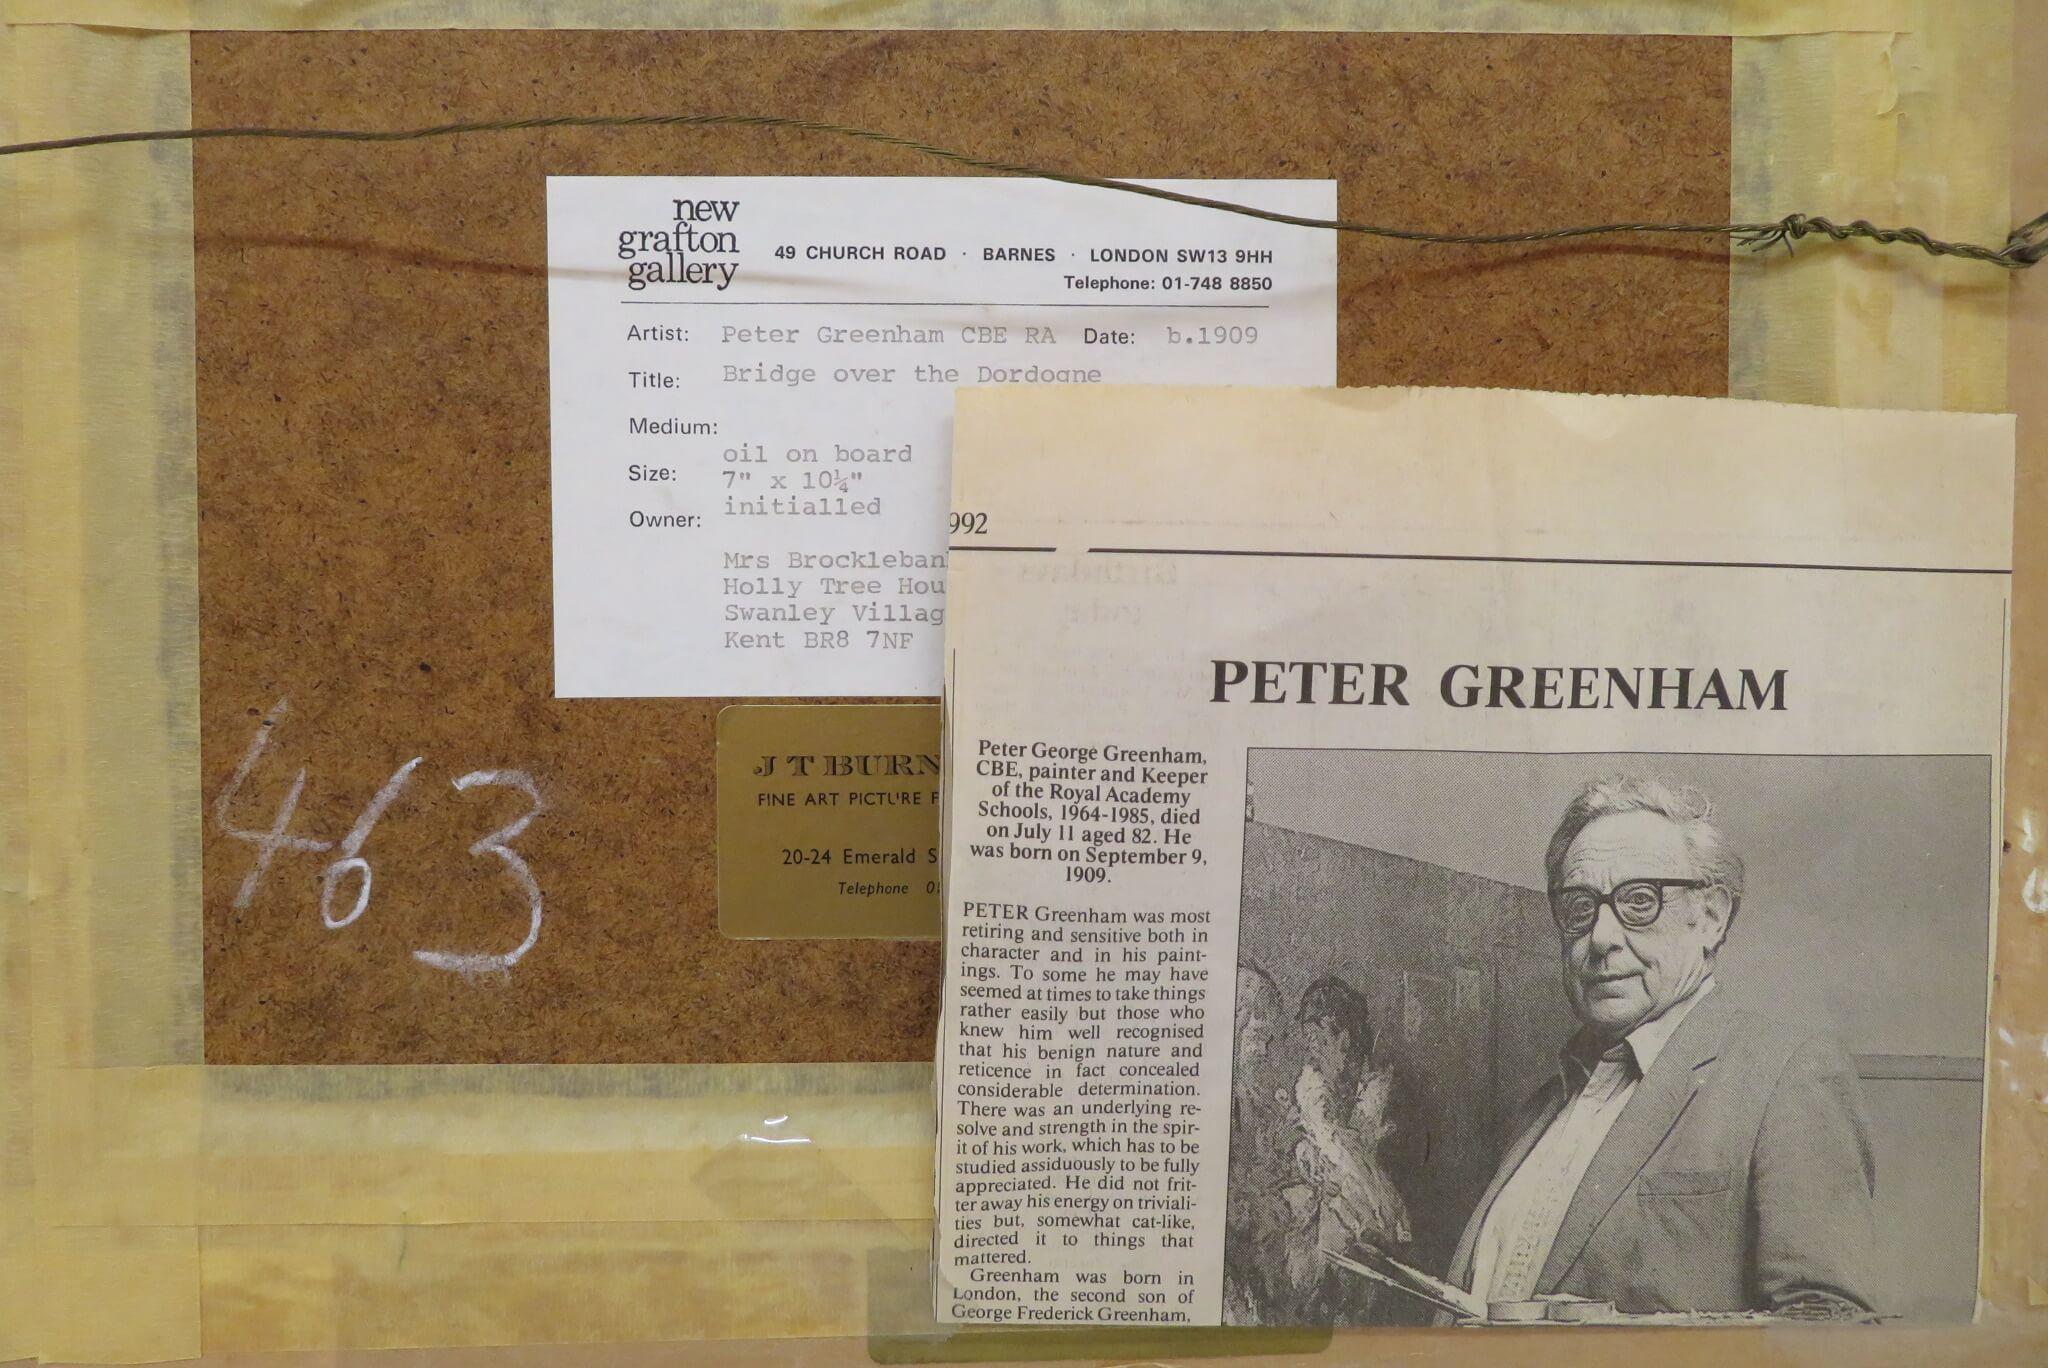 new
grafton
gallery
49 CHURCH ROAD · BARNES · LONDON SW13 9HH
Telephone: 01-748 8850
Artist: Peter Greenham CBE RA Date: b.1909
Title: Bridge over the Dordogne
Medium:
oil on board
Size: 7" x 10¼"
initialled
Owner:
Mrs Brockleban
Holly Tree Hou
Swanley Villag
Kent BR8 7NF
463
J T BURN
FINE ART PICTURE F
20-24 Emerald S
Telephone 01
992
PETER GREENHAM
Peter George Greenham,
CBE, painter and Keeper
of the Royal Academy
Schools, 1964-1985, died
on July 11 aged 82. He
was born on September 9,
1909.
PETER Greenham was most
retiring and sensitive both in
character and in his paint-
ings. To some he may have
seemed at times to take things
rather easily but those who
knew him well recognised
that his benign nature and
reticence in fact concealed
considerable determination.
There was an underlying re-
solve and strength in the spir-
it of his work, which has to be
studied assiduously to be fully
appreciated. He did not frit-
ter away his energy on triviali-
ties but, somewhat cat-like,
directed it to things that
mattered.
Greenham was born in
London, the second son of
George Frederick Greenham,